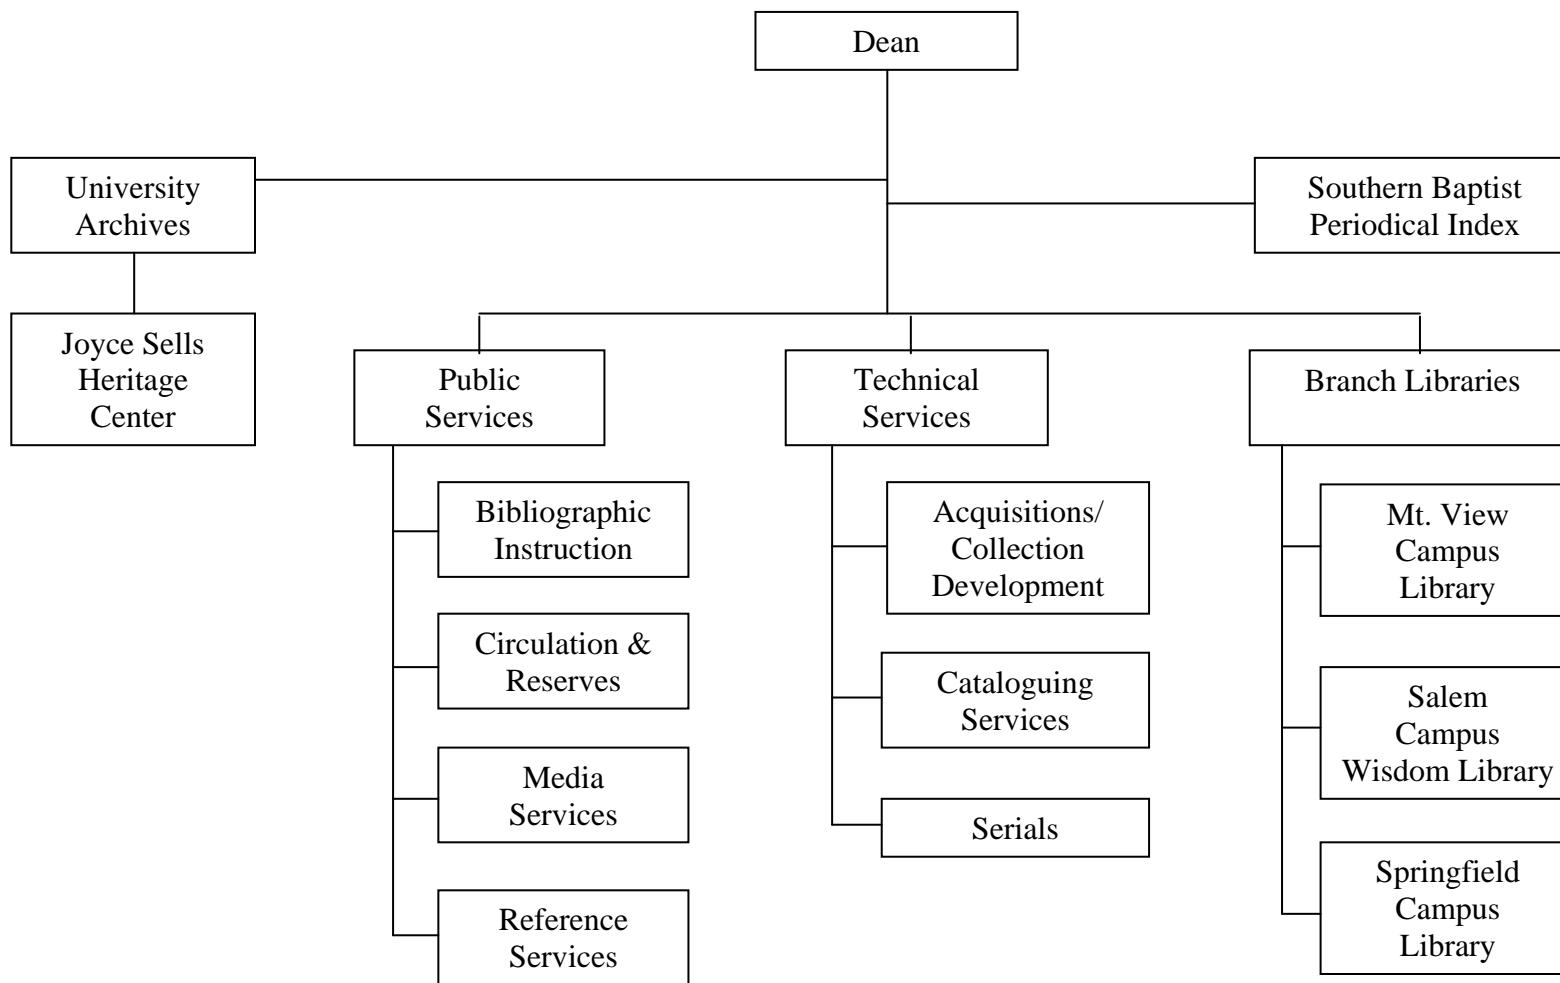 Dean
University
Archives
Southern Baptist
Periodical Index
Joyce Sells
Heritage
Center
Public
Services
Technical
Services
Branch Libraries
Bibliographic
Instruction
Circulation &
Reserves
Media
Services
Reference
Services
Acquisitions/
Collection
Development
Cataloguing
Services
Serials
Mt. View
Campus
Library
Salem
Campus
Wisdom Library
Springfield
Campus
Library